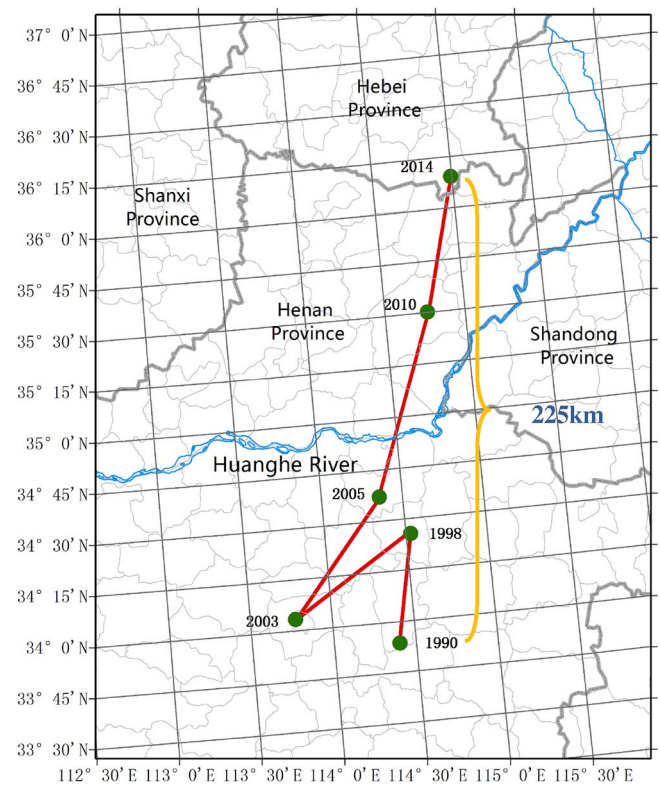 37° 0′N
36° 45′N
Hebei
Province
36° 30′N
2014
36° 15′N
Shanxi
Province
36° 0′N
35° 45′N
2010
Henan
Province
35° 30′N
Shandong
Province
35° 15′N
225km
35° 0′N
Huanghe River
34° 45′N
2005
34° 30′N
1998
34° 15′N
2003
34° 0′N
1990
33° 45′N
33° 30′N
112° 30′E 113° 0′E 113° 30′E 114° 0′E 114° 30′E 115° 0′E 115° 30′E